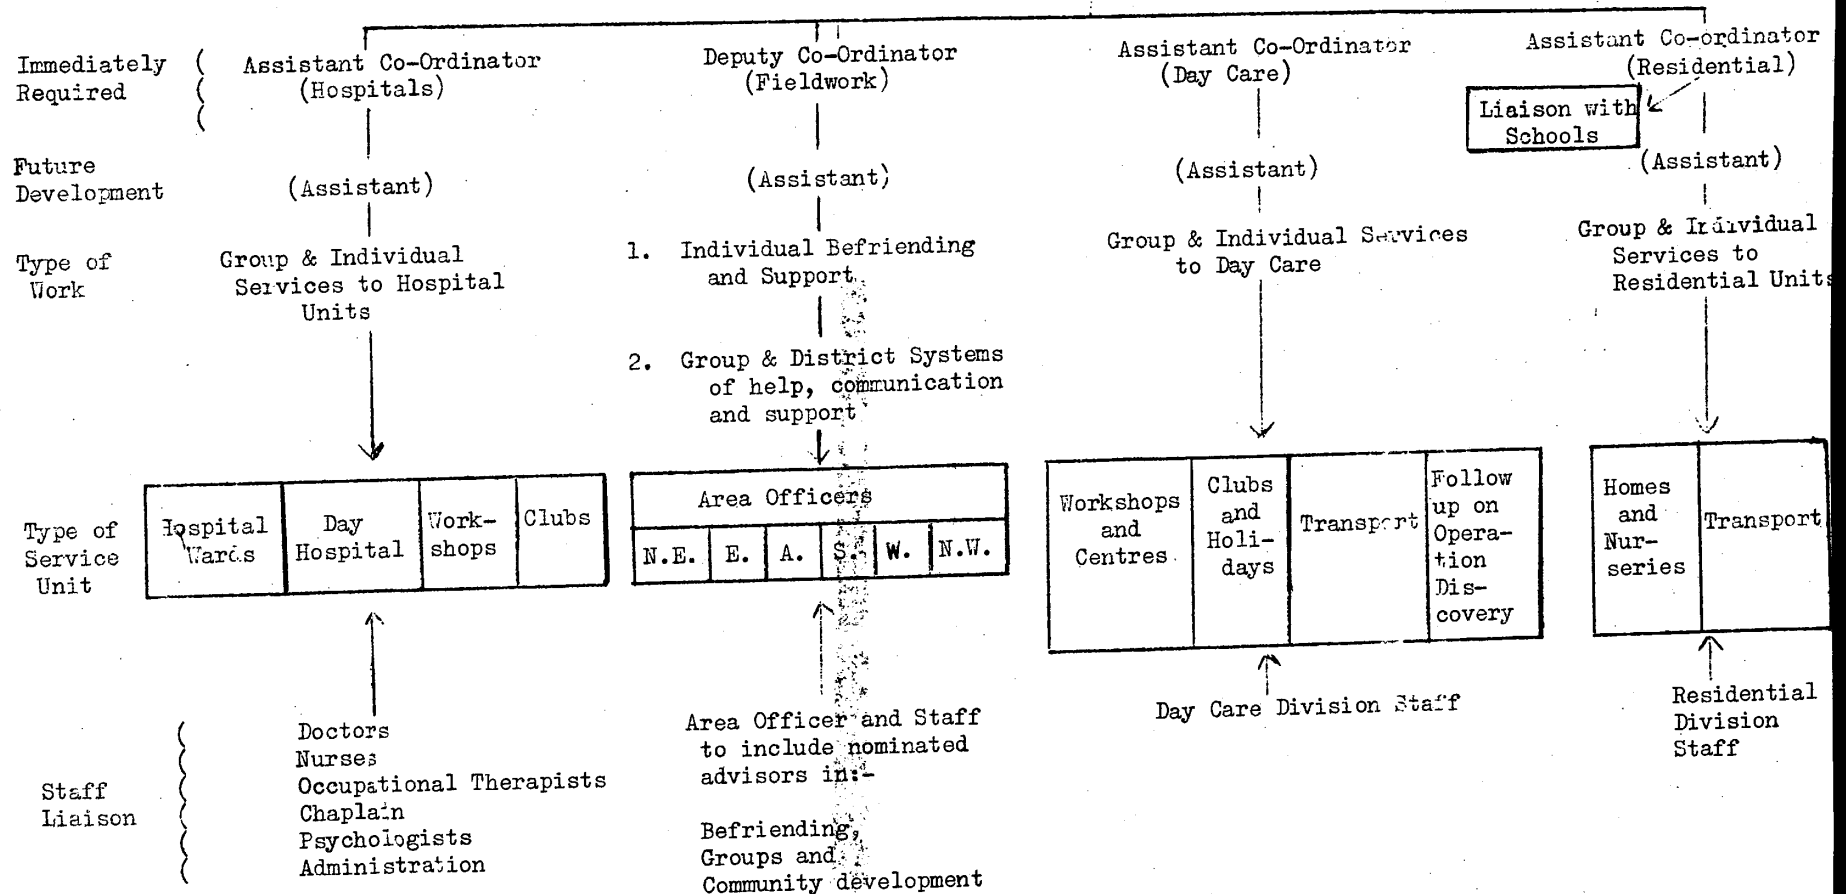 Immediately
Required
Assistant Co-Ordinator
(Hospitals)
Deputy Co-Ordinator
(Fieldwork)
Assistant Co-Ordinator
(Day Care)
Assistant Co-ordinator
(Residential)
Liaison with
Schools
Future
Development
(Assistant)
(Assistant)
(Assistant)
(Assistant)
Type of
Work
Group & Individual
Services to Hospital
Units
1. Individual Befriending
and Support
2. Group & District Systems
of help, communication
and support
Group & Individual Services
to Day Care
Group & Individual
Services to
Residential Units
Type of
Service
Unit
Hospital
Wards
Day
Hospital
Work-
shops
Clubs
Area Officers
N.E.
E.
A.
S.
W.
N.W.
Workshops
and
Centres.
Clubs
and
Holi-
days
Transport
Follow
up on
Opera-
tion
Dis-
covery
Homes
and
Nur-
series
Transport
Staff
Liaison
Doctors
Nurses
Occupational Therapists
Chaplain
Psychologists
Administration
Area Officer and Staff
to include nominated
advisors in:-
Befriending,
Groups and
Community development
Day Care Division Staff
Residential
Division
Staff